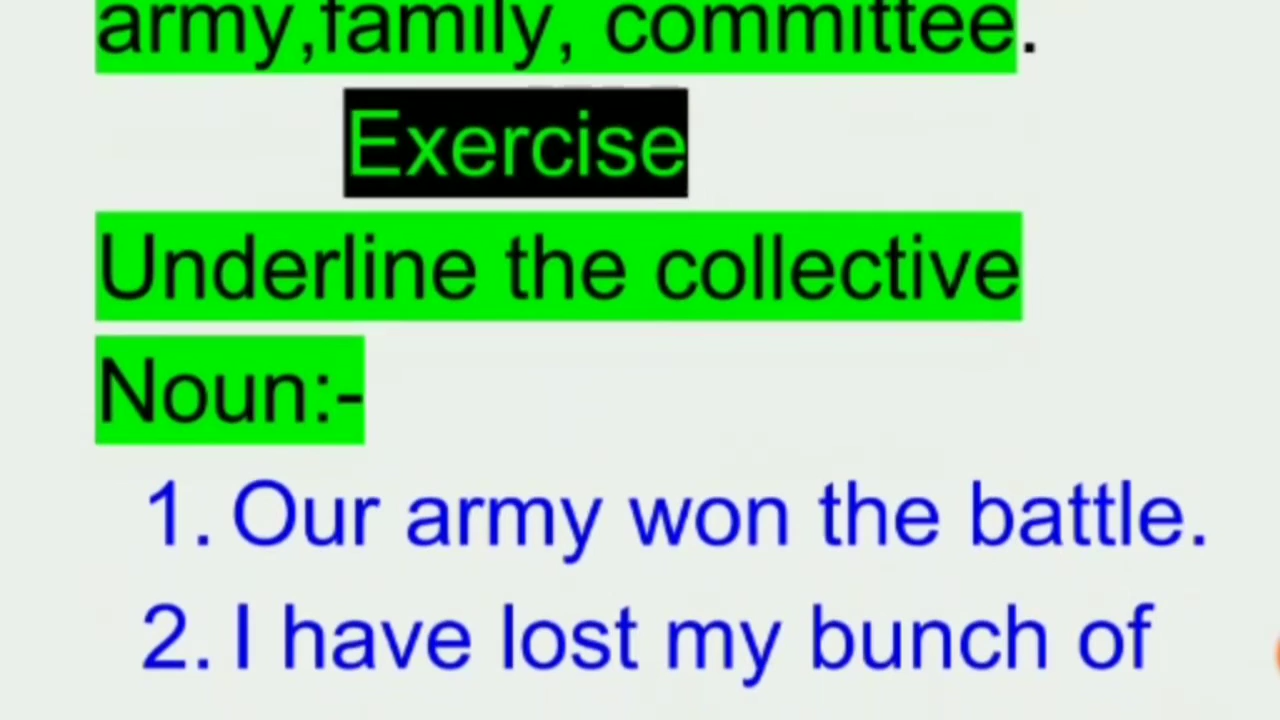 army,family, committee.
Exercise
Underline the collective
Noun:-
1. Our army won the battle.
2. I have lost my bunch of